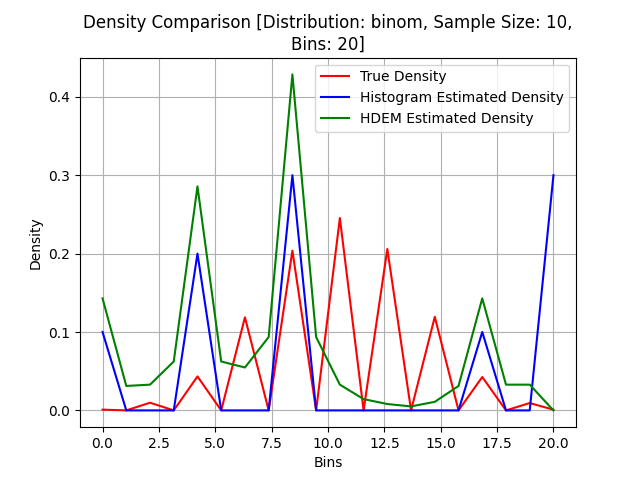 Density Comparison [Distribution: binom, Sample Size: 10,
Bins: 20]
True Density
Histogram Estimated Density
HDEM Estimated Density
Density
0.4
0.3
0.2
0.1
0.0
0.0 2.5 5.0 7.5 10.0 12.5 15.0 17.5 20.0
Bins